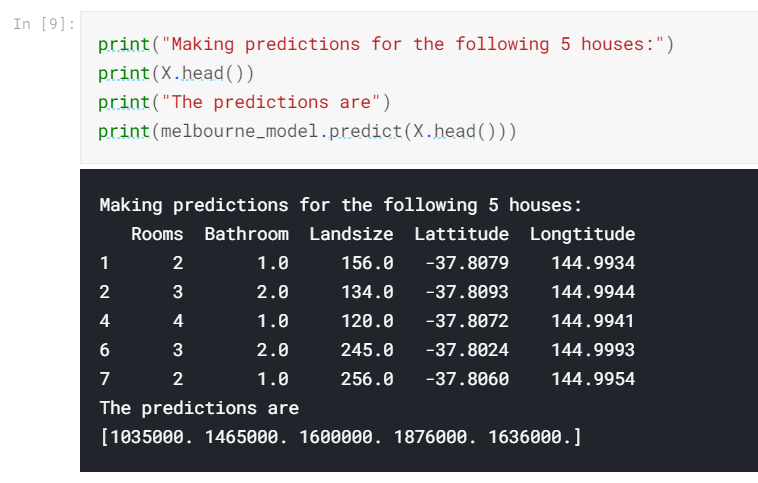 In [9]:
print("Making predictions for the following 5 houses:")
print(X.head())
print("The predictions are")
print(melbourne_model.predict(X.head()))
Making predictions for the following 5 houses:
   Rooms  Bathroom  Landsize  Lattitude  Longtitude
1      2       1.0     156.0   -37.8079    144.9934
2      3       2.0     134.0   -37.8093    144.9944
4      4       1.0     120.0   -37.8072    144.9941
6      3       2.0     245.0   -37.8024    144.9993
7      2       1.0     256.0   -37.8060    144.9954
The predictions are
[1035000. 1465000. 1600000. 1876000. 1636000.]